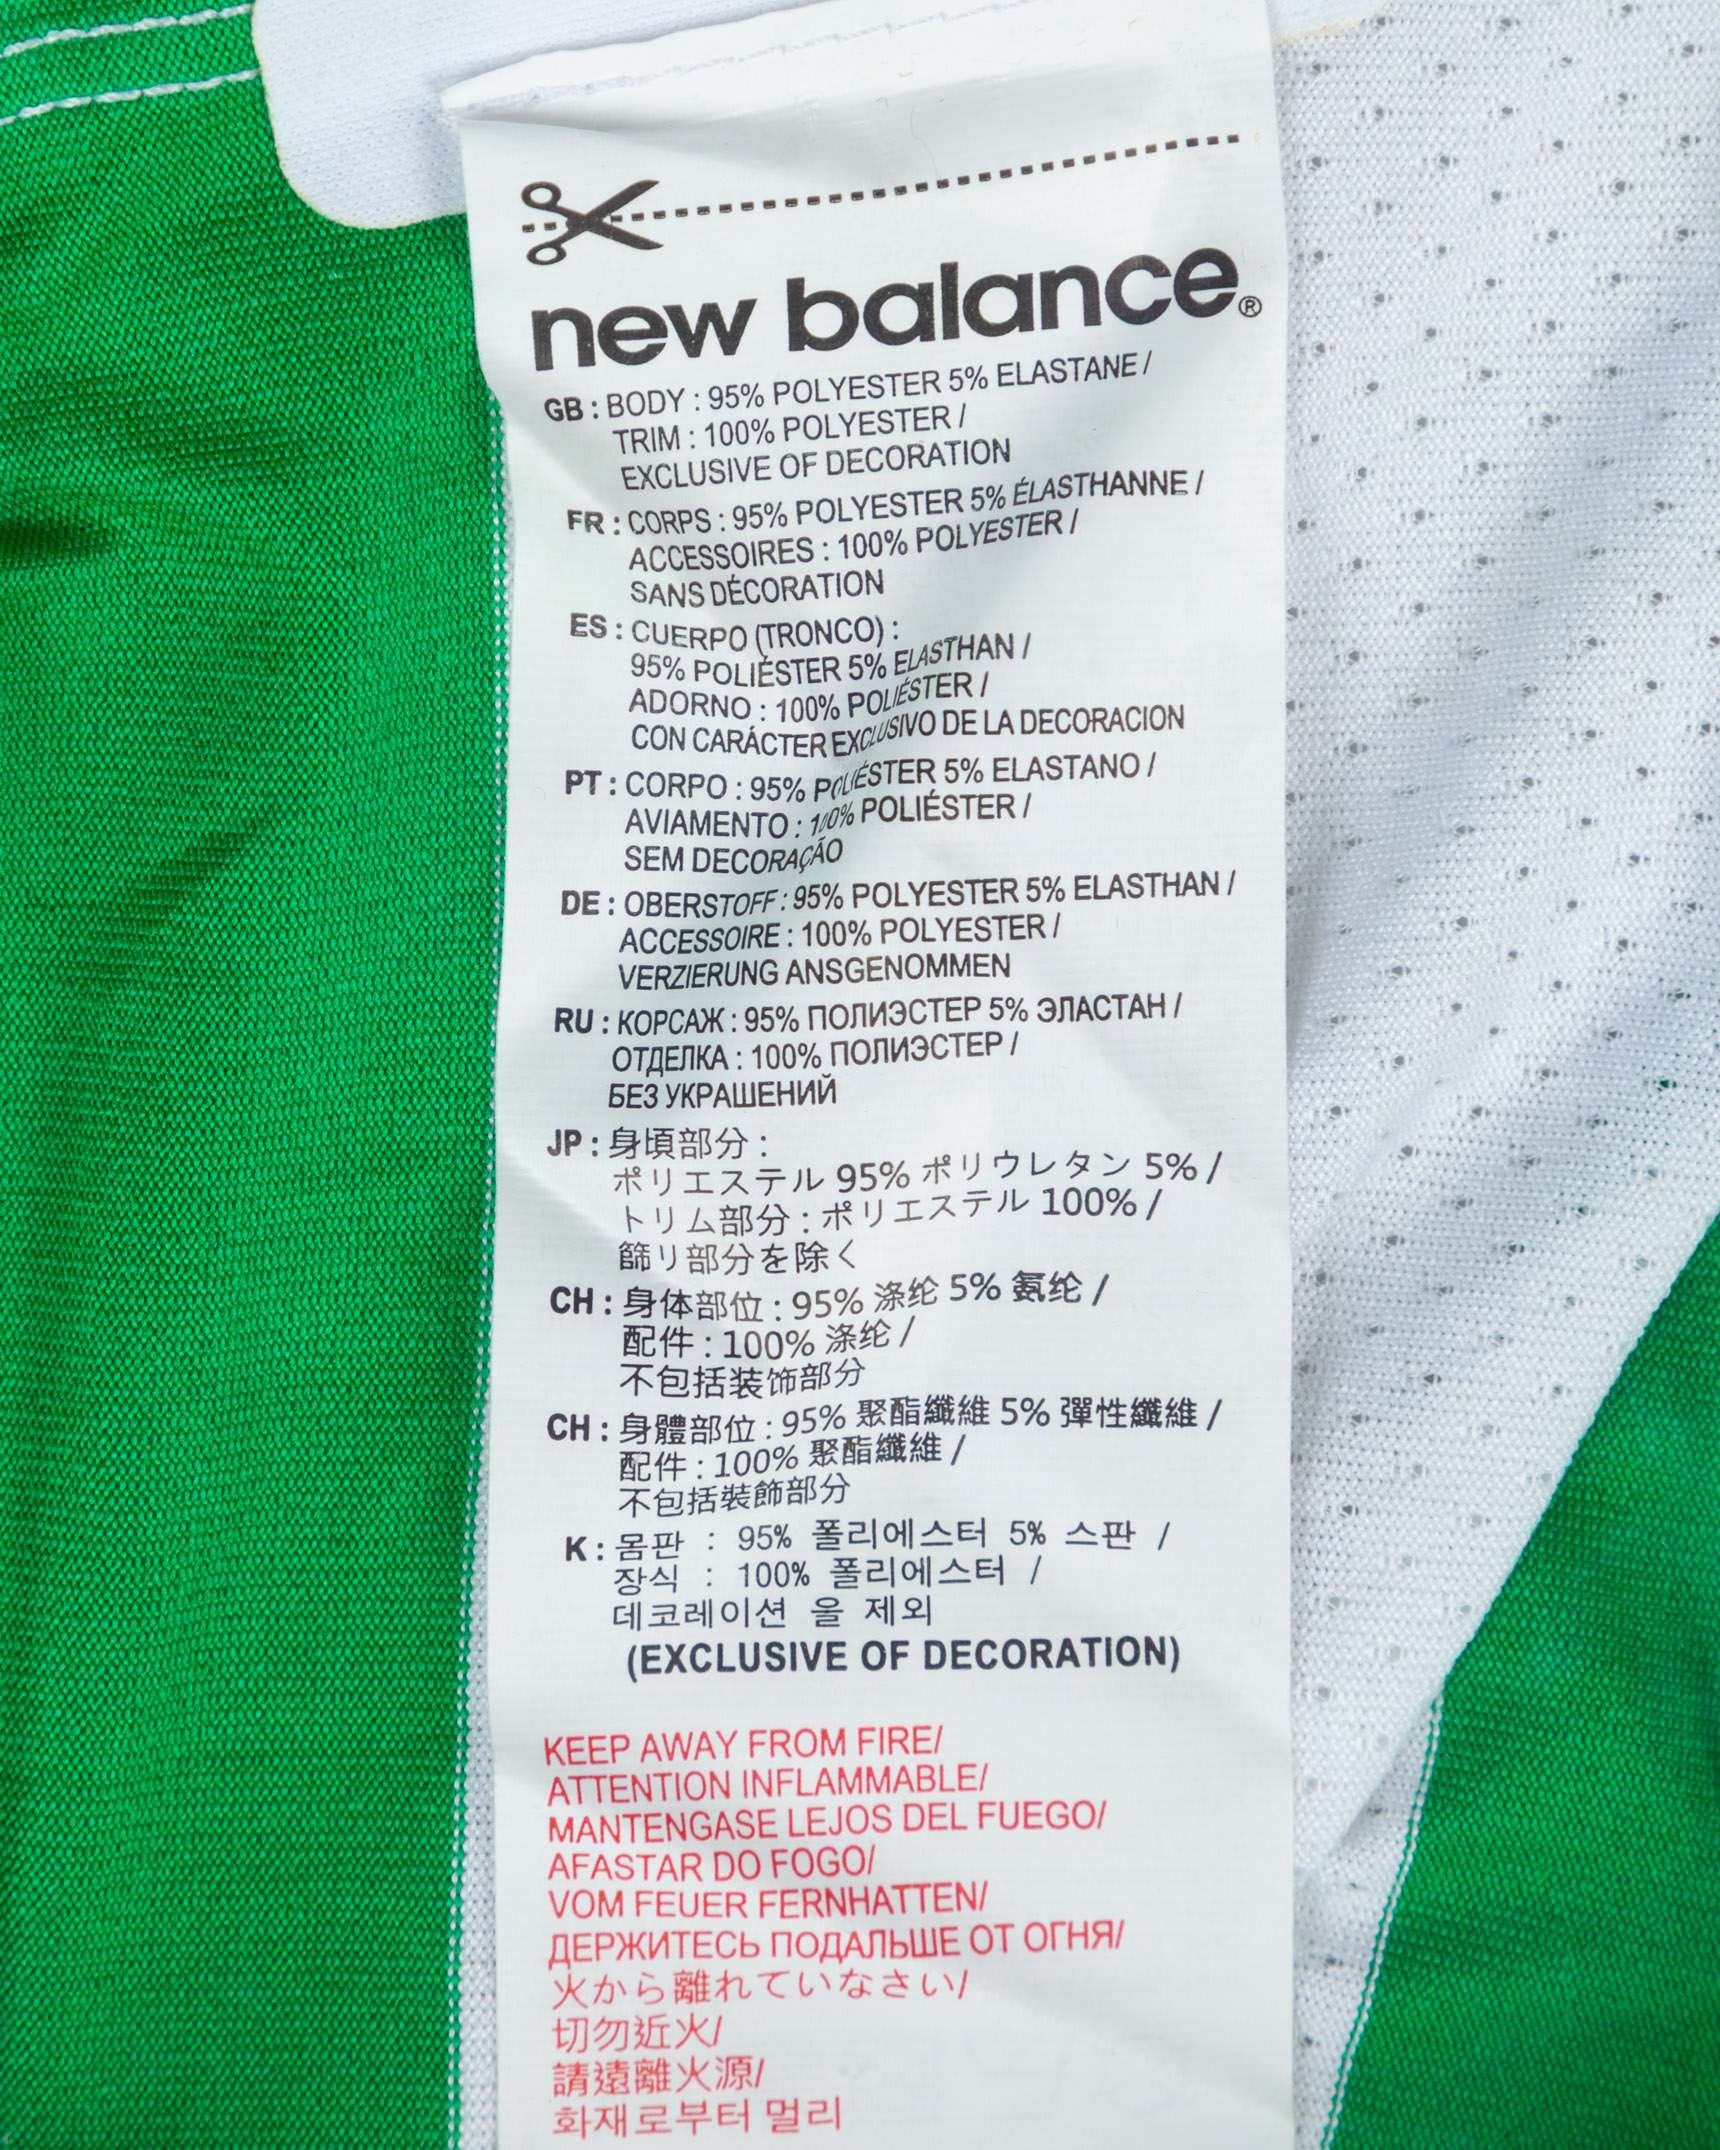 new balance®
GB : BODY : 95% POLYESTER 5% ELASTANE /
TRIM : 100% POLYESTER /
EXCLUSIVE OF DECORATION
FR : CORPS : 95% POLYESTER 5% ÉLASTHANNE /
ACCESSOIRES : 100% POLYESTER /
SANS DÉCORATION
ES : CUERPO (TRONCO) :
95% POLIÉSTER 5% ELASTHAN /
ADORNO : 100% POLIÉSTER /
CON CARÁCTER EXCLUSIVO DE LA DECORACION
PT : CORPO : 95% POLIÉSTER 5% ELASTANO /
AVIAMENTO : 100% POLIÉSTER /
SEM DECORAÇÃO
DE : OBERSTOFF : 95% POLYESTER 5% ELASTHAN /
ACCESSOIRE : 100% POLYESTER /
VERZIERUNG ANSGENOMMEN
RU : КОРСАЖ : 95% ПОЛИЭСТЕР 5% ЭЛАСТАН /
ОТДЕЛКА : 100% ПОЛИЭСТЕР /
БЕЗ УКРАШЕНИЙ
JP : 身頃部分 :
ポリエステル 95% ポリウレタン 5% /
トリム部分 : ポリエステル 100% /
飾り部分を除く
CH : 身体部位 : 95% 涤纶 5% 氨纶 /
配件 : 100% 涤纶 /
不包括装饰部分
CH : 身體部位 : 95% 聚酯纖維 5% 彈性纖維 /
配件 : 100% 聚酯纖維 /
不包括裝飾部分
K : 몸판 : 95% 폴리에스터 5% 스판 /
장식 : 100% 폴리에스터 /
데코레이션 을 제외
(EXCLUSIVE OF DECORATION)
KEEP AWAY FROM FIRE/
ATTENTION INFLAMMABLE/
MANTENGASE LEJOS DEL FUEGO/
AFASTAR DO FOGO/
VOM FEUER FERNHATTEN/
ДЕРЖИТЕСЬ ПОДАЛЬШЕ ОТ ОГНЯ/
火から離れていなさい/
切勿近火/
請遠離火源/
화재로부터 멀리